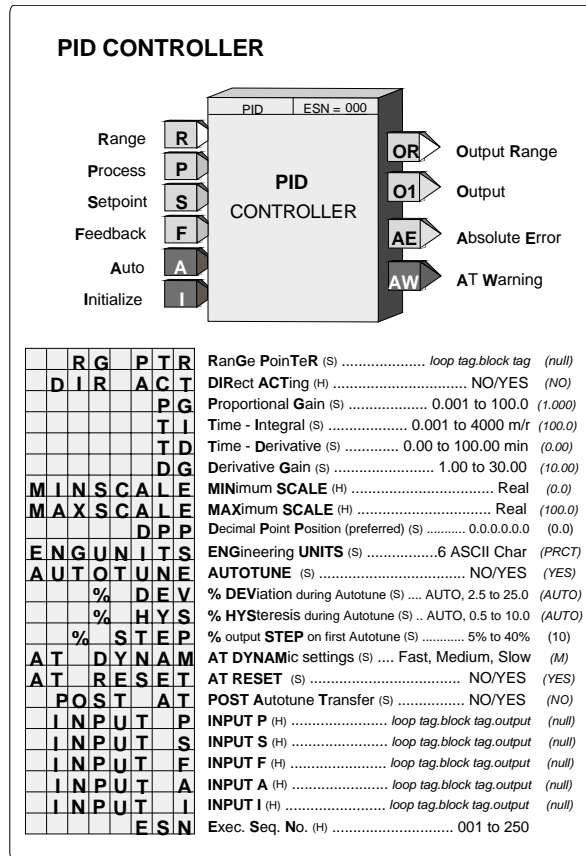 PID CONTROLLER
PID ESN = 000
Range R
Process P
Setpoint S
Feedback F
Auto A
Initialize I
PID
CONTROLLER
OR Output Range
O1 Output
AE Absolute Error
AW AT Warning
RG PTR RanGe PoinTeR (S) ..................... loop tag.block tag (null)
DIR ACT DIRect ACTing (H) ................................ NO/YES (NO)
PG Proportional Gain (S) ........................ 0.001 to 100.0 (1.000)
TI Time - Integral (S) .................... 0.001 to 4000 m/r (100.0)
TD Time - Derivative (S) ............... 0.00 to 100.00 min (0.00)
DG Derivative Gain (S) ............................ 1.00 to 30.00 (10.00)
MINSCALE MINimum SCALE (H) ................................... Real (0.0)
MAXSCALE MAXimum SCALE (H) .................................. Real (100.0)
DPP Decimal Point Position (preferred) (S) ........... 0.0.0.0.0.0 (0.0)
ENGUNITS ENGineering UNITS (S) .................6 ASCII Char (PRCT)
AUTOTUNE AUTOTUNE (S) ....................................... NO/YES (YES)
% DEV % DEViation during Autotune (S) .... AUTO, 2.5 to 25.0 (AUTO)
% HYS % HYSteresis during Autotune (S) .. AUTO, 0.5 to 10.0 (AUTO)
% STEP % output STEP on first Autotune (S) ............ 5% to 40% (10)
AT DYNAM AT DYNAMic settings (S) .... Fast, Medium, Slow (M)
AT RESET AT RESET (S) ........................................ NO/YES (YES)
POST AT POST Autotune Transfer (S) ..................... NO/YES (NO)
INPUT P INPUT P (H) ........................ loop tag.block tag.output (null)
INPUT S INPUT S (H) ........................ loop tag.block tag.output (null)
INPUT F INPUT F (H) ........................ loop tag.block tag.output (null)
INPUT A INPUT A (H) ........................ loop tag.block tag.output (null)
INPUT I INPUT I (H) ........................ loop tag.block tag.output (null)
ESN Exec. Seq. No. (H) ............................. 001 to 250